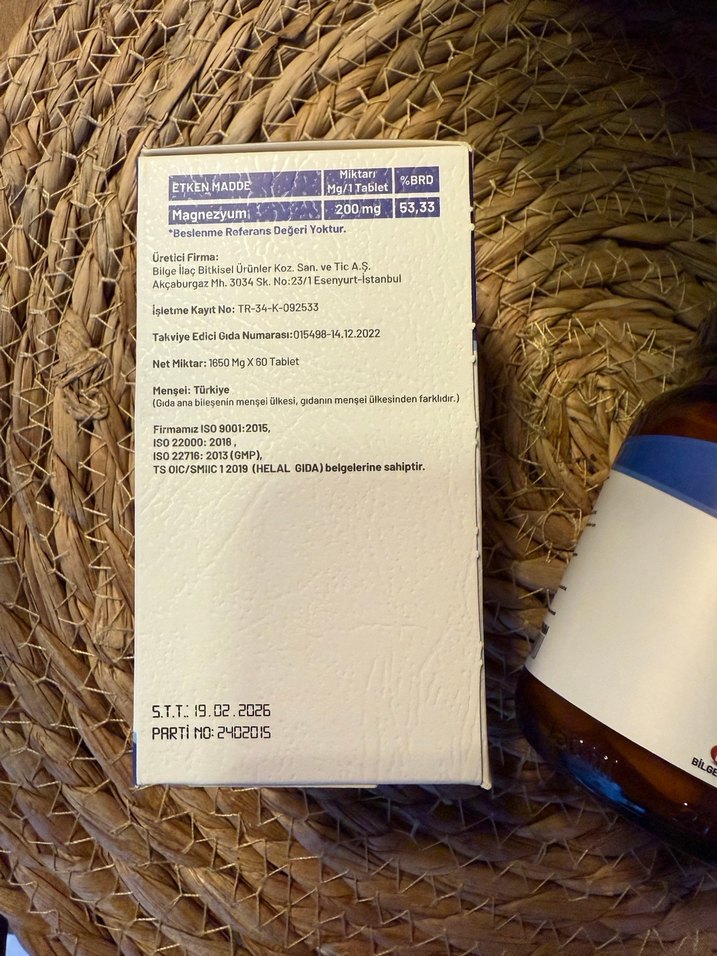 ETKEN MADDE Miktarı Mg/1 Tablet %BRD
Magnezyum 200 mg 53,33
*Beslenme Referans Değeri Yoktur.
Üretici Firma:
Bilge İlaç Bitkisel Ürünler Koz. San. ve Tic A.Ş.
Akçaburgaz Mh. 3034 Sk. No:23/1 Esenyurt-İstanbul
İşletme Kayıt No: TR-34-K-092533
Takviye Edici Gıda Numarası:015498-14.12.2022
Net Miktar: 1650 Mg X 60 Tablet
Menşei: Türkiye
(Gıda ana bileşenin menşei ülkesi, gıdanın menşei ülkesinden farklıdır.)
Firmamız ISO 9001:2015,
ISO 22000: 2018 ,
ISO 22716: 2013 (GMP),
TS OIC/SMIIC 1 2019 (HELAL GIDA) belgelerine sahiptir.
S.T.T.: 19.02.2026
PARTİ NO: 2402015
BİLGE